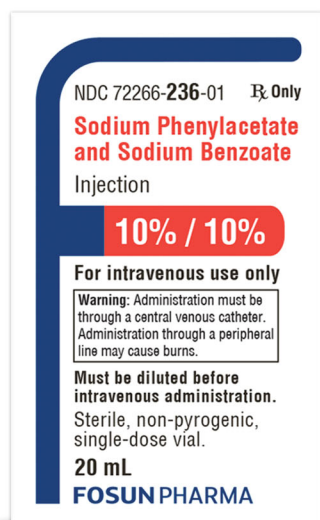 NDC 72266-236-01 Rx Only
Sodium Phenylacetate
and Sodium Benzoate
Injection
10% / 10%
For intravenous use only
Warning: Administration must be
through a central venous catheter.
Administration through a peripheral
line may cause burns.
Must be diluted before
intravenous administration.
Sterile, non-pyrogenic,
single-dose vial.
20 mL
FOSUN PHARMA